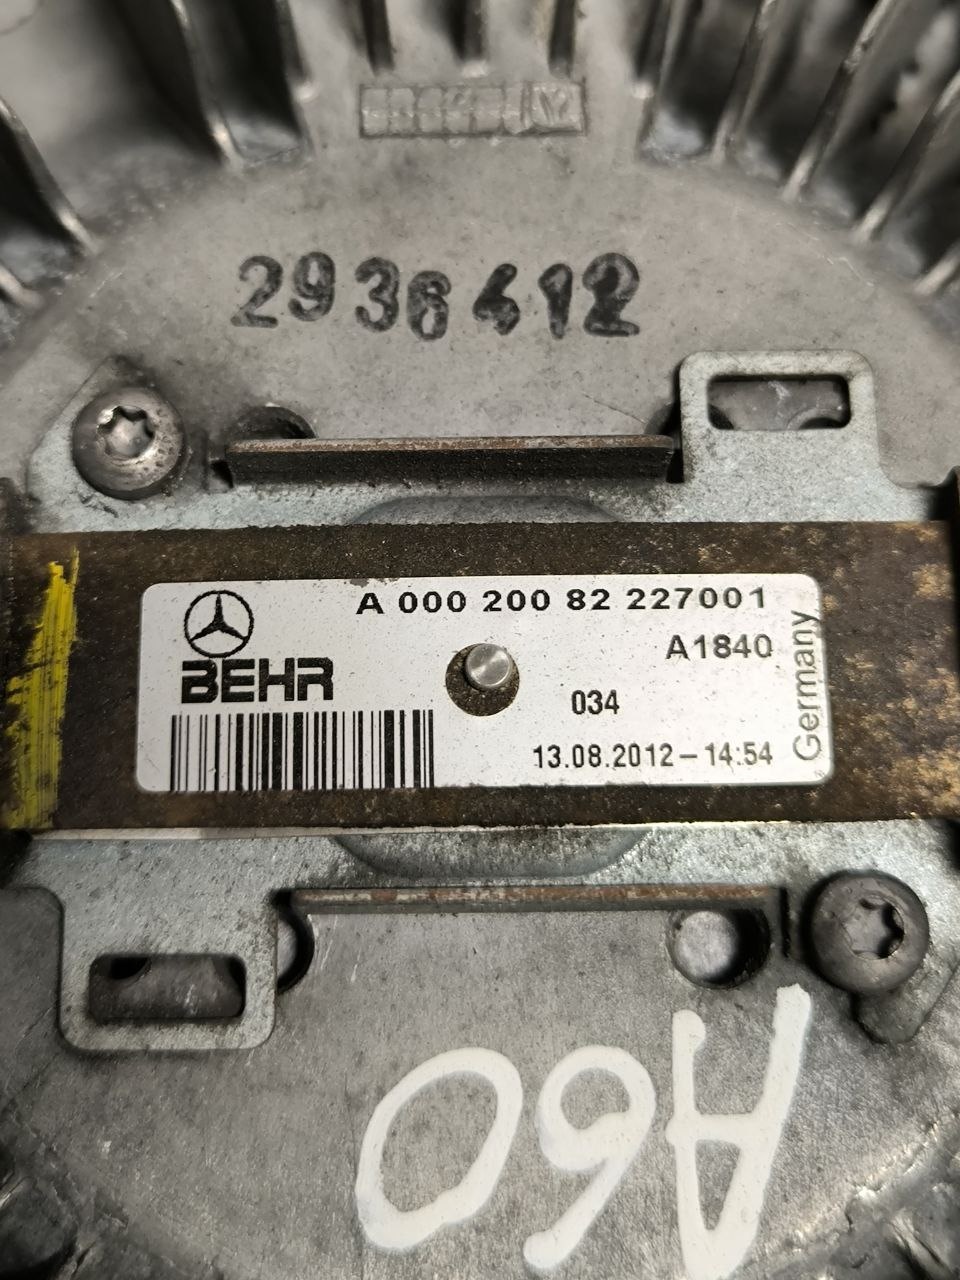 2936412
A 000 200 82 227001
A1840
BEHR
034
13.08.2012 – 14:54
Germany
A60